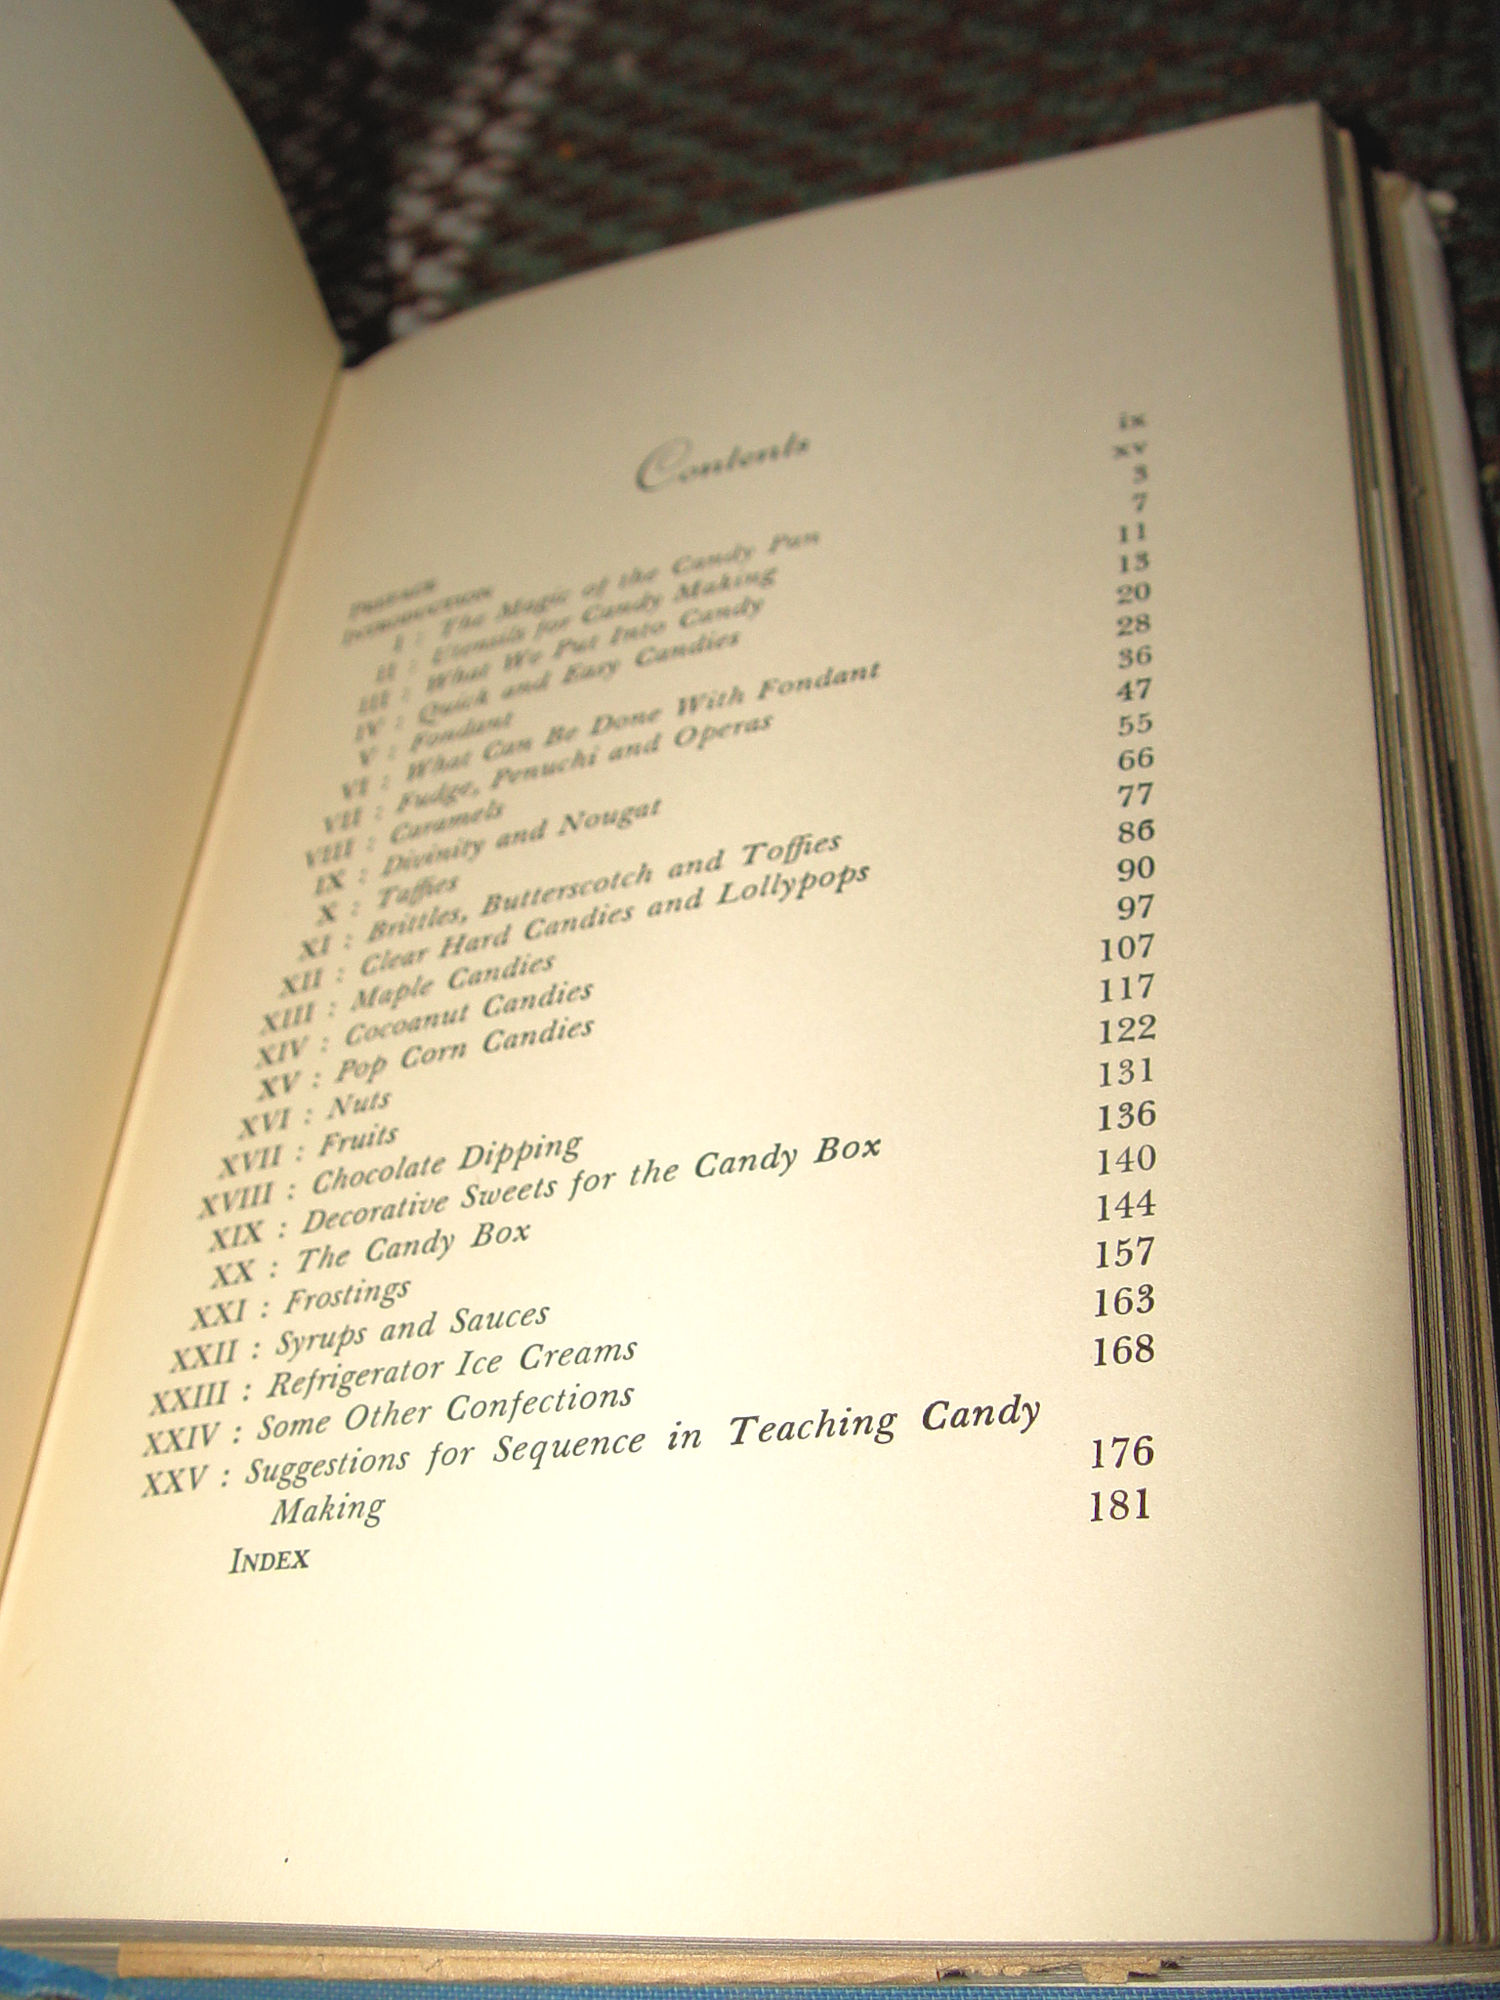 Contents
PREFACE ix
INTRODUCTION xv
I : The Magic of the Candy Pan 3
II : Utensils for Candy Making 7
III : What We Put Into Candy 11
IV : Quick and Easy Candies 13
V : Fondant 20
VI : What Can Be Done With Fondant 28
VII : Fudge, Penuchi and Operas 36
VIII : Caramels 47
IX : Divinity and Nougat 55
X : Taffies 66
XI : Brittles, Butterscotch and Toffies 77
XII : Clear Hard Candies and Lollypops 86
XIII : Maple Candies 90
XIV : Cocoanut Candies 97
XV : Pop Corn Candies 107
XVI : Nuts 117
XVII : Fruits 122
XVIII : Chocolate Dipping 131
XIX : Decorative Sweets for the Candy Box 136
XX : The Candy Box 140
XXI : Frostings 144
XXII : Syrups and Sauces 157
XXIII : Refrigerator Ice Creams 163
XXIV : Some Other Confections 168
XXV : Suggestions for Sequence in Teaching Candy
Making 176
INDEX 181